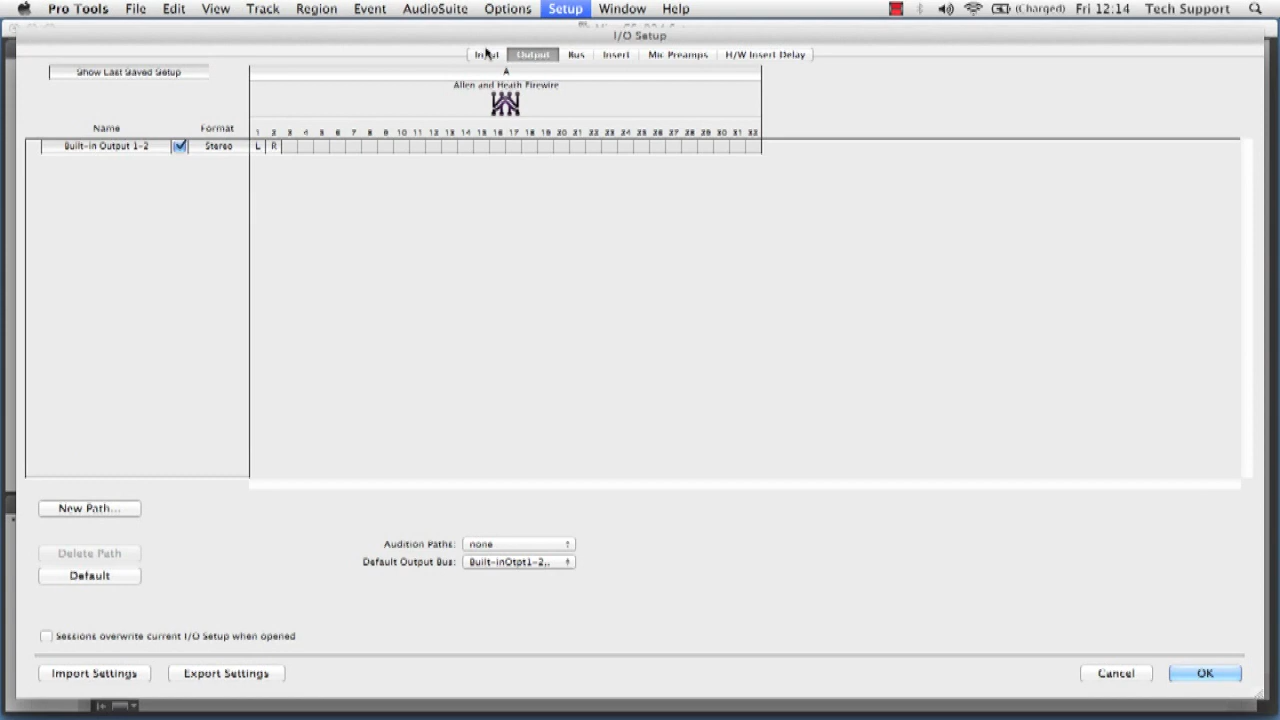 Pro Tools File Edit View Track Region Event AudioSuite Options Setup Window Help (Charged) Fri 12:14 Tech Support
I/O Setup
Input Output Bus Insert Mic Preamps H/W Insert Delay
Show Last Saved Setup
A
Allen and Heath Firewire
Name Format 1 2 3 4 5 6 7 8 9 10 11 12 13 14 15 16 17 18 19 20 21 22 23 24 25 26 27 28 29 30 31 32
Built-in Output 1-2 Stereo L R
New Path...
Audition Paths: none
Delete Path
Default Output Bus: Built-inOtpt1-2..
Default
Sessions overwrite current I/O Setup when opened
Import Settings Export Settings Cancel OK